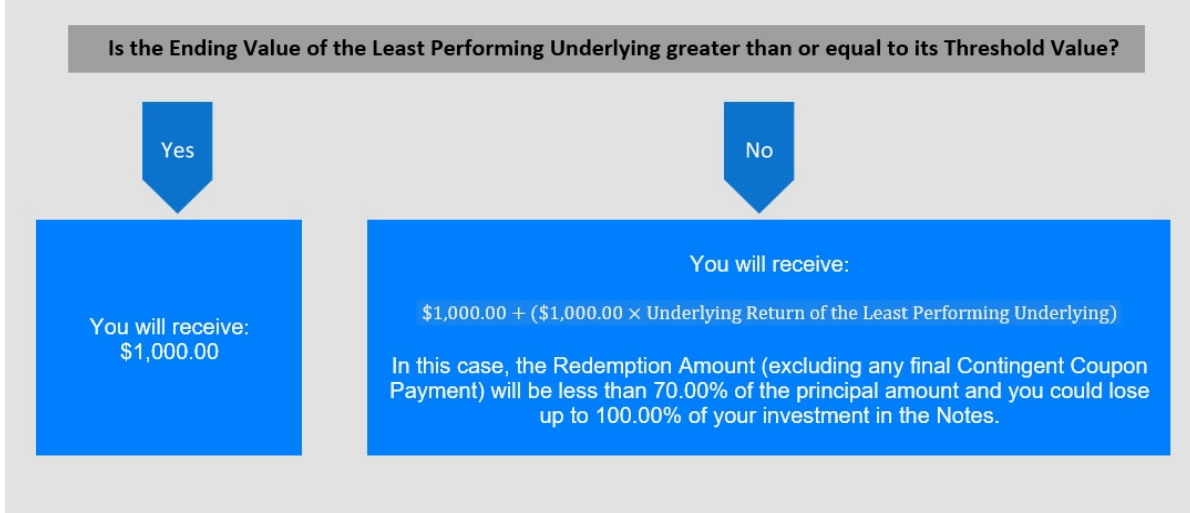 Is the Ending Value of the Least Performing Underlying greater than or equal to its Threshold Value?
Yes
No
You will receive:
$1,000.00
You will receive:
$1,000.00 + ($1,000.00 × Underlying Return of the Least Performing Underlying)
In this case, the Redemption Amount (excluding any final Contingent Coupon
Payment) will be less than 70.00% of the principal amount and you could lose
up to 100.00% of your investment in the Notes.